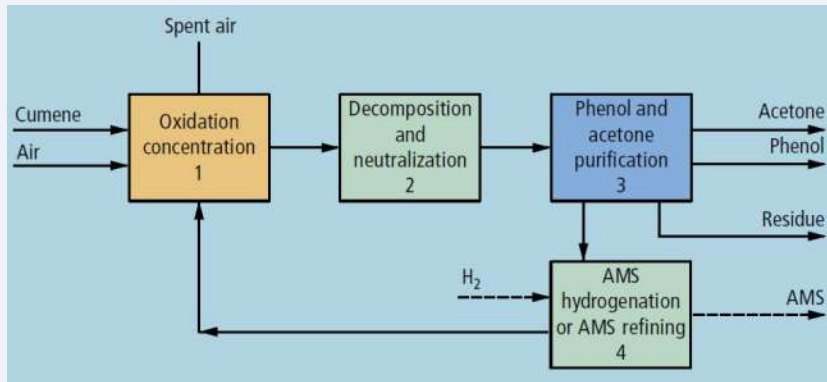 Spent air
Cumene
Air
Oxidation
concentration
1
Decomposition
and
neutralization
2
Phenol and
acetone
purification
3
Acetone
Phenol
Residue
H₂
AMS
hydrogenation
or AMS refining
4
AMS